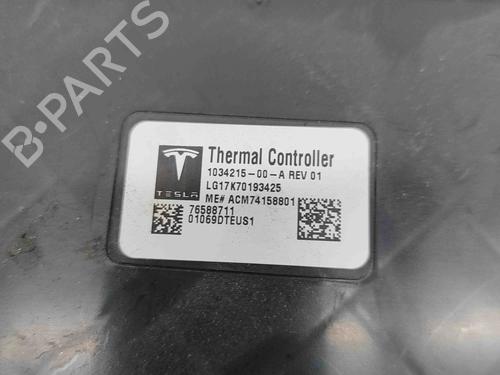 B-PARTS
TESLA
Thermal Controller
1034215-00-A REV 01
LG17K70193425
ME# ACM74158801
76588711
01069DTEUS1